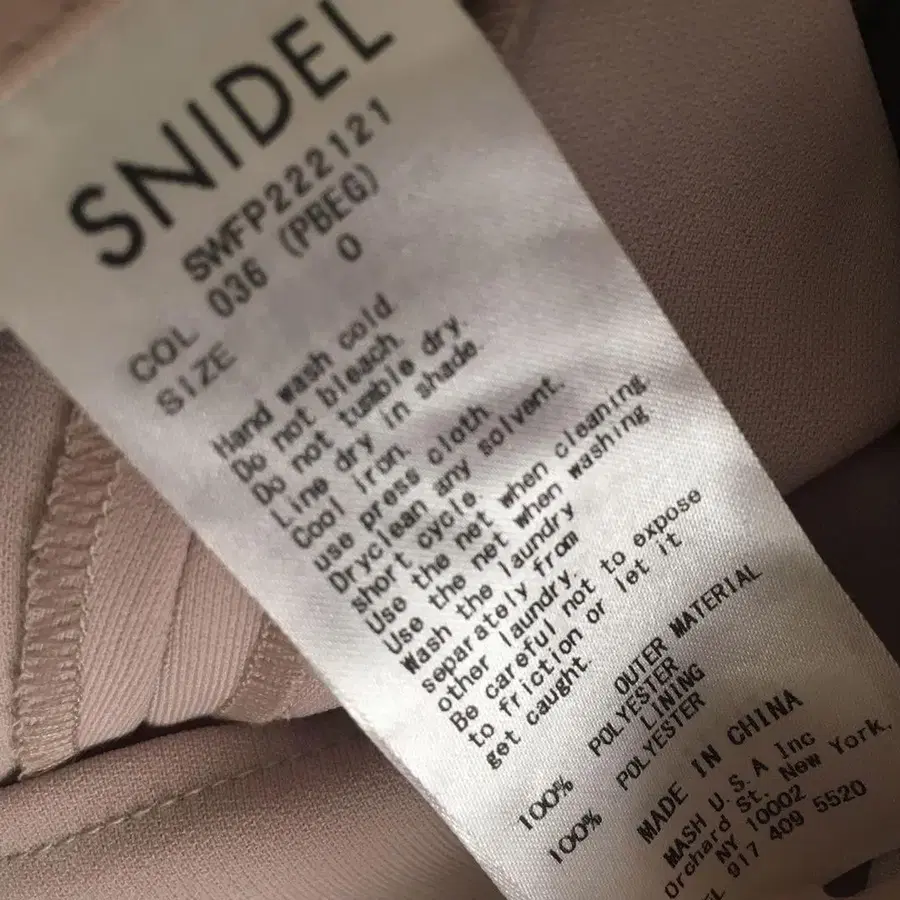 SNIDEL
SWFP222121
COL 036 (PBEG)
SIZE 0
Hand wash cold
Do not bleach.
Do not tumble dry.
Line dry in shade.
Cool iron.
use press cloth
Dryclean any solvent.
short cycle.
Use the net when cleaning.
Use the net when washing
Wash the laundry
separately from
other laundry.
Be careful not to expose
to friction or let it
get caught.
OUTER MATERIAL
100% POLYESTER
LINING
100% POLYESTER
MADE IN CHINA
MASH U.S.A Inc
Orchard St. New York,
NY 10002
917 409 5520